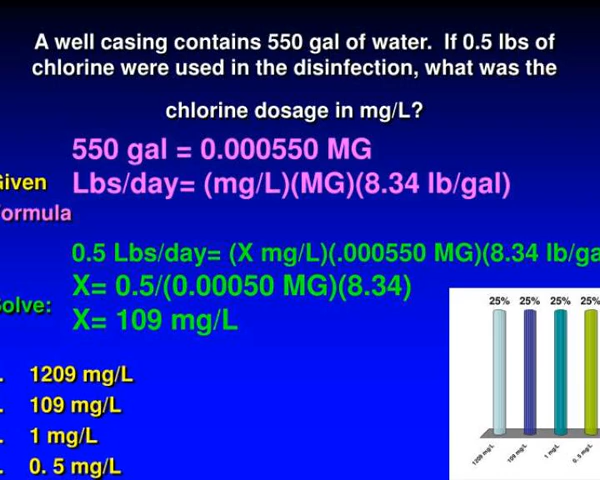 A well casing contains 550 gal of water. If 0.5 lbs of
chlorine were used in the disinfection, what was the
chlorine dosage in mg/L?
550 gal = 0.000550 MG
Given Lbs/day= (mg/L)(MG)(8.34 lb/gal)
Formula
0.5 Lbs/day= (X mg/L)(.000550 MG)(8.34 lb/ga
X= 0.5/(0.00050 MG)(8.34)
Solve:
X= 109 mg/L
25% 25% 25% 25%
. 1209 mg/L
. 109 mg/L
. 1 mg/L
. 0. 5 mg/L
1209 mg/L 109 mg/L 1 mg/L 0. 5 mg/L